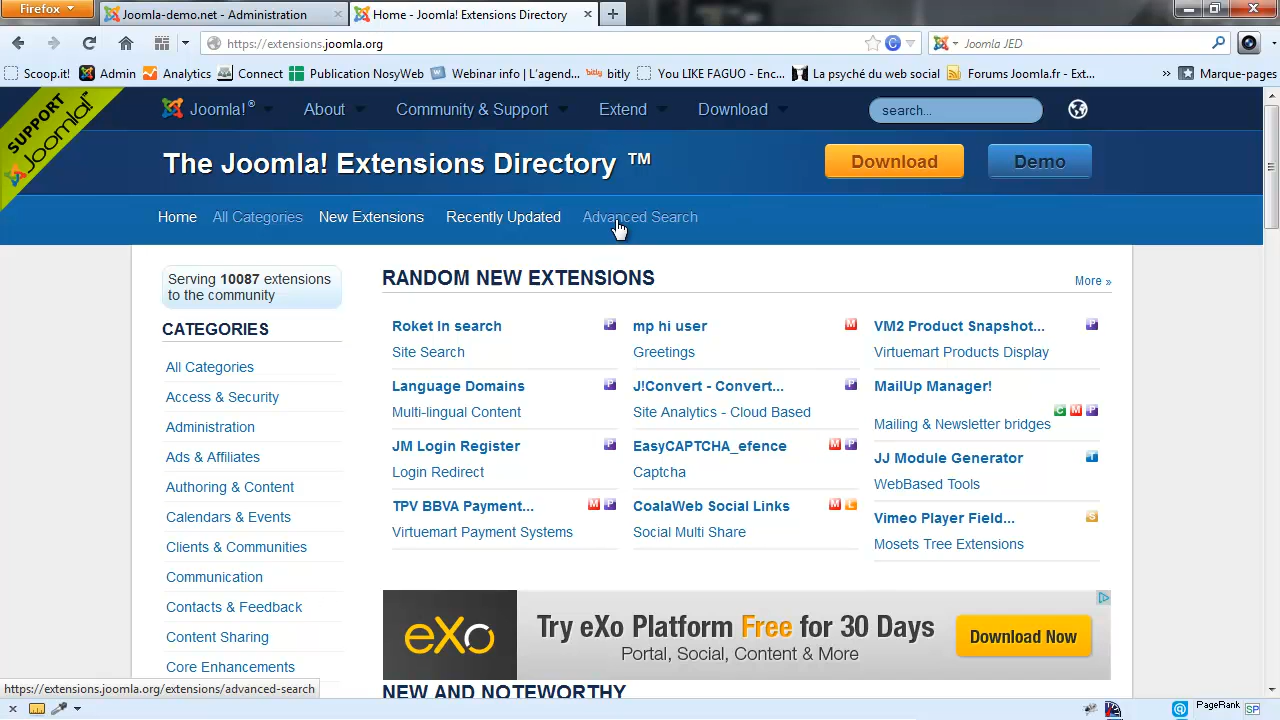 Firefox
Joomla-demo.net - Administration
Home - Joomla! Extensions Directory
https://extensions.joomla.org
Joomla JED
Scoop.it!
Admin
Analytics
Connect
Publication NosyWeb
Webinar info | L'agend...
bitly
bitly
You LIKE FAGUO - Enc...
La psyché du web social
Forums Joomla.fr - Ext...
Marque-pages
SUPPORT
Joomla!
Joomla! ®
About
Community & Support
Extend
Download
search...
The Joomla! Extensions Directory ™
Download
Demo
Home
All Categories
New Extensions
Recently Updated
Advanced Search
Serving 10087 extensions
to the community
CATEGORIES
All Categories
Access & Security
Administration
Ads & Affiliates
Authoring & Content
Calendars & Events
Clients & Communities
Communication
Contacts & Feedback
Content Sharing
Core Enhancements
RANDOM NEW EXTENSIONS
More »
Roket In search P
Site Search
Language Domains P
Multi-lingual Content
JM Login Register P
Login Redirect
TPV BBVA Payment... M P
Virtuemart Payment Systems
mp hi user M
Greetings
J!Convert - Convert... P
Site Analytics - Cloud Based
EasyCAPTCHA_efence M P
Captcha
CoalaWeb Social Links M L
Social Multi Share
VM2 Product Snapshot... P
Virtuemart Products Display
MailUp Manager!
C M P
Mailing & Newsletter bridges
JJ Module Generator T
WebBased Tools
Vimeo Player Field... S
Mosets Tree Extensions
eXo
Try eXo Platform Free for 30 Days
Portal, Social, Content & More
Download Now
NEW AND NOTEWORTHY
https://extensions.joomla.org/extensions/advanced-search
PageRank
SP